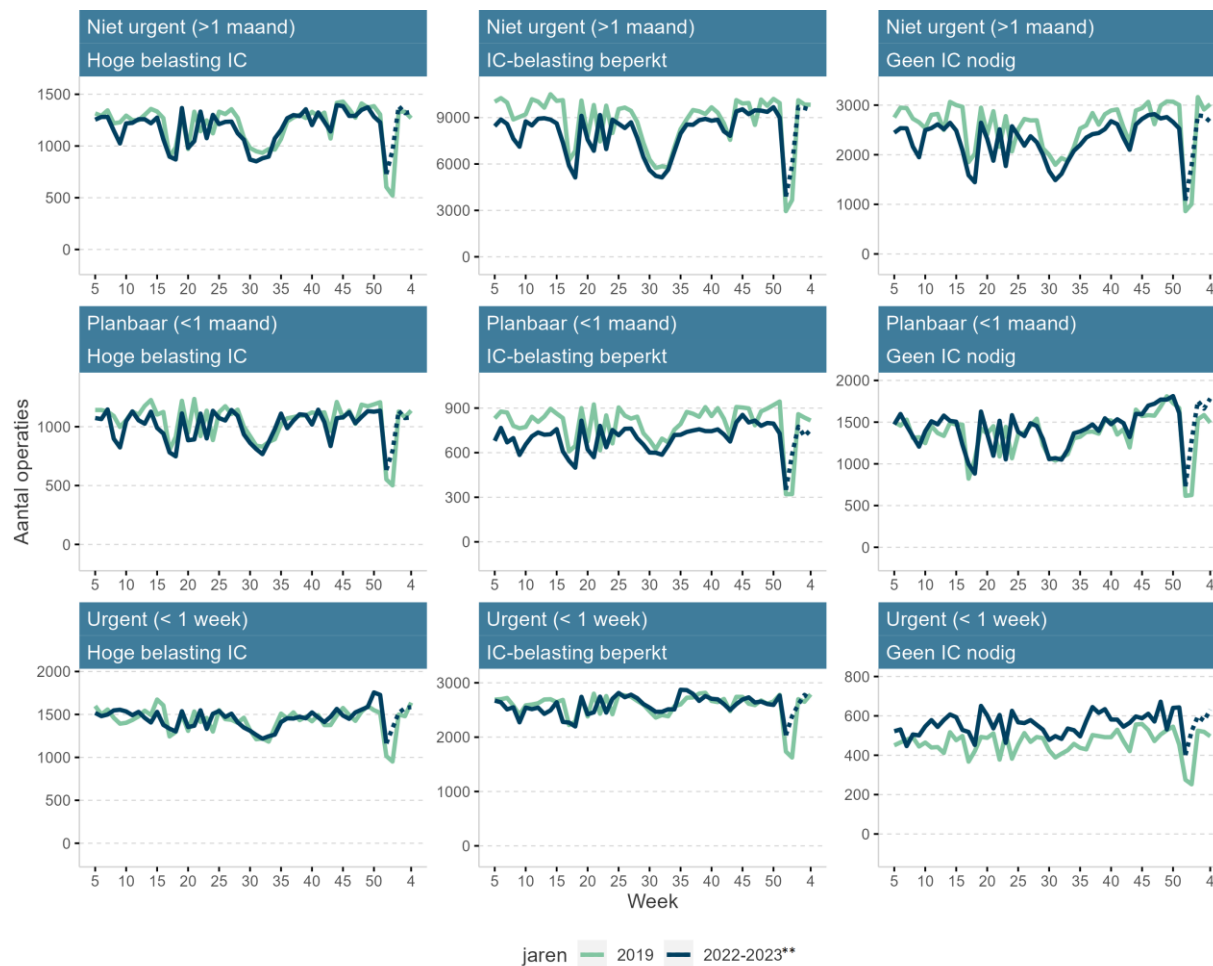 Niet urgent (>1 maand)
Hoge belasting IC
Niet urgent (>1 maand)
IC-belasting beperkt
Niet urgent (>1 maand)
Geen IC nodig
1500
1000
500
0
5 10 15 20 25 30 35 40 45 50 4
9000
6000
3000
0
5 10 15 20 25 30 35 40 45 50 4
3000
2000
1000
0
5 10 15 20 25 30 35 40 45 50 4
Aantal operaties
Planbaar (<1 maand)
Hoge belasting IC
Planbaar (<1 maand)
IC-belasting beperkt
Planbaar (<1 maand)
Geen IC nodig
1000
500
0
5 10 15 20 25 30 35 40 45 50 4
900
600
300
0
5 10 15 20 25 30 35 40 45 50 4
2000
1500
1000
500
0
5 10 15 20 25 30 35 40 45 50 4
Urgent (< 1 week)
Hoge belasting IC
Urgent (< 1 week)
IC-belasting beperkt
Urgent (< 1 week)
Geen IC nodig
2000
1500
1000
500
0
5 10 15 20 25 30 35 40 45 50 4
3000
2000
1000
0
5 10 15 20 25 30 35 40 45 50 4
800
600
400
200
0
5 10 15 20 25 30 35 40 45 50 4
Week
jaren 2019 2022-2023**